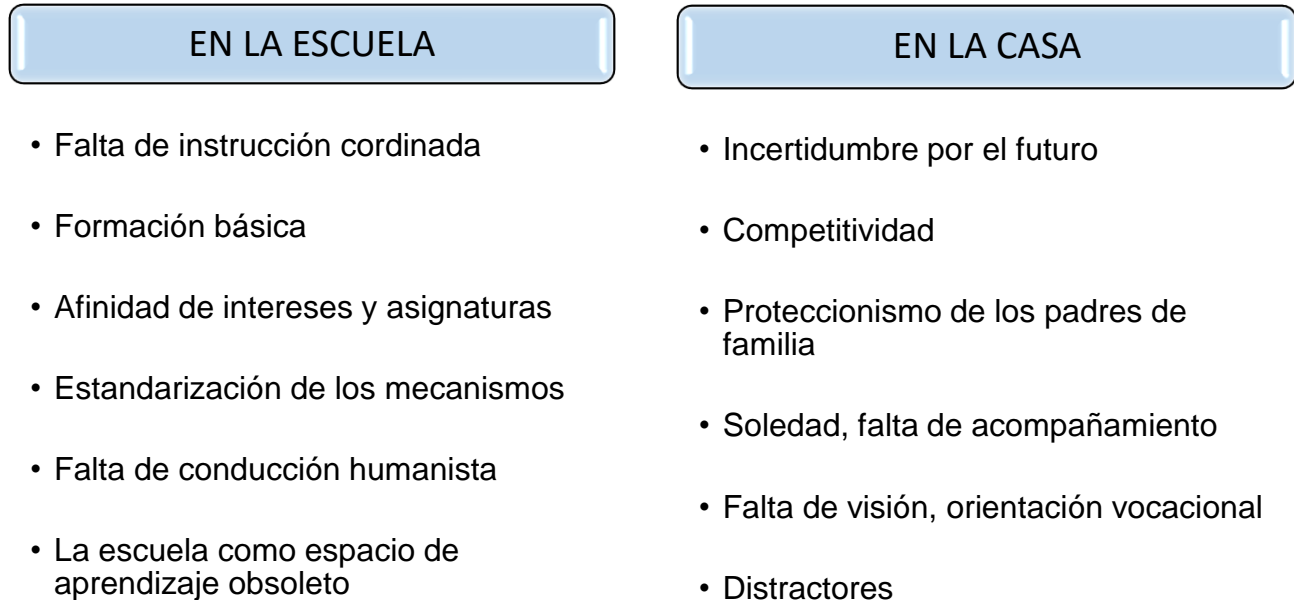 EN LA ESCUELA
• Falta de instrucción cordinada
• Formación básica
• Afinidad de intereses y asignaturas
• Estandarización de los mecanismos
• Falta de conducción humanista
• La escuela como espacio de
aprendizaje obsoleto
EN LA CASA
• Incertidumbre por el futuro
• Competitividad
• Proteccionismo de los padres de
familia
• Soledad, falta de acompañamiento
• Falta de visión, orientación vocacional
• Distractores